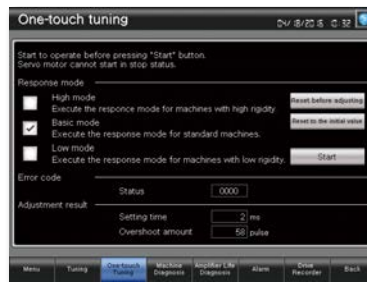 One-touch tuning
Start to operate before pressing "Start" button.
Servo motor cannot start in stop status.
Response mode
High mode
Execute the responce mode for machines with high rigidity.
Reset before adjusting
Basic mode
Execute the response mode for standard machines.
Reset to the initial value
Low mode
Execute the response mode for machines with low rigidity.
Start
Error code
Status 0000
Adjustment result
Setting time 2 ms
Overshoot amount 58 pulse
Menu Tuning One-touch Tuning Machine Diagnosis Amplifier Life Diagnosis Alarm Drive Recorder Back